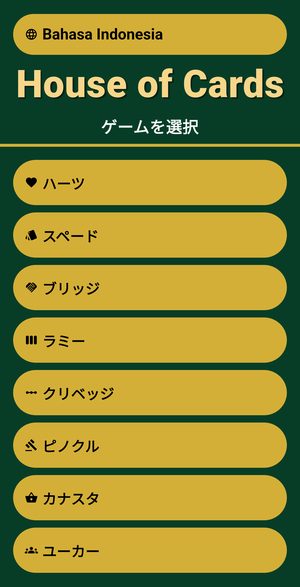 Bahasa Indonesia
House of Cards
ゲームを選択
ハーツ
スペード
ブリッジ
ラミー
クリベッジ
ピノクル
カナスタ
ユーカー